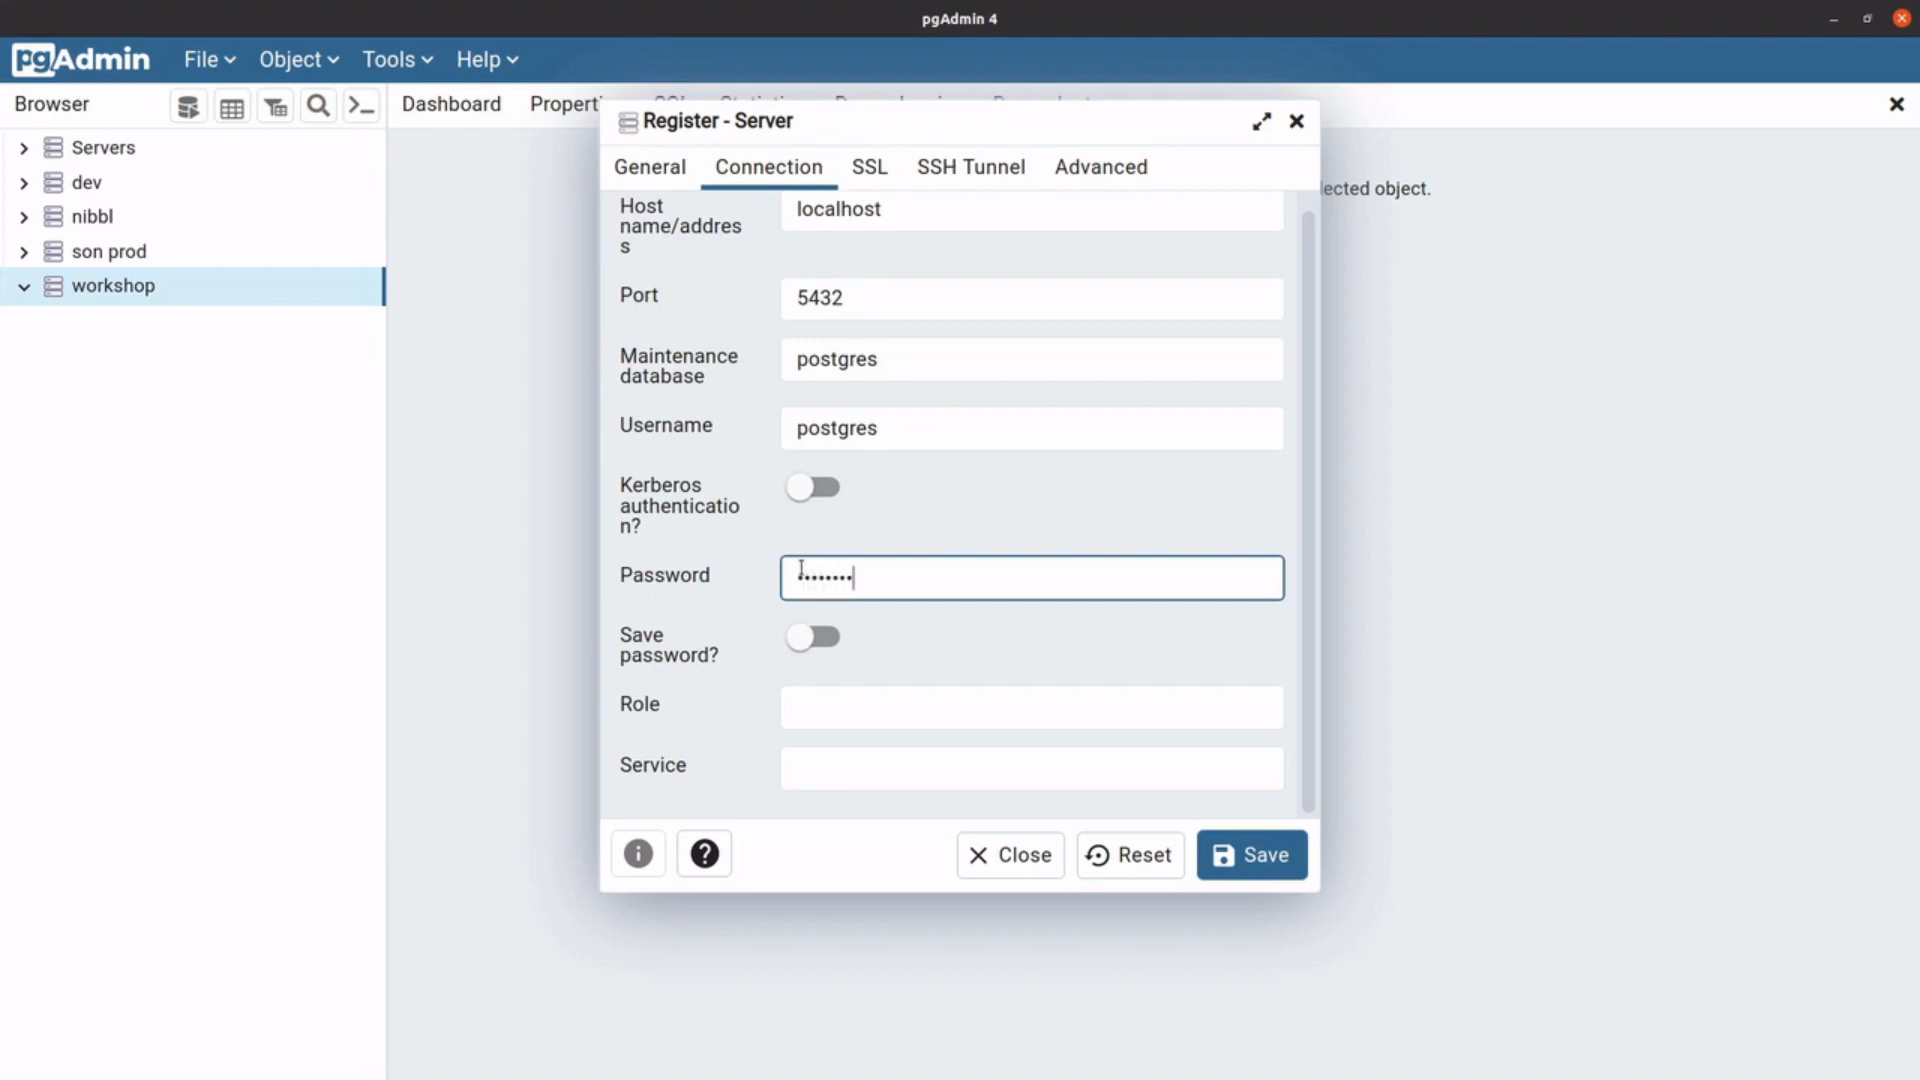 pgAdmin 4
pgAdmin File Object Tools Help
Browser Dashboard
Register - Server
General Connection SSL SSH Tunnel Advanced
Servers
dev
nibbl
son prod
workshop
lected object.
Host
name/addres
s
localhost
Port
5432
Maintenance
database
postgres
Username
postgres
Kerberos
authenticatio
n?
Password
••••••••
Save
password?
Role
Service
Close Reset Save